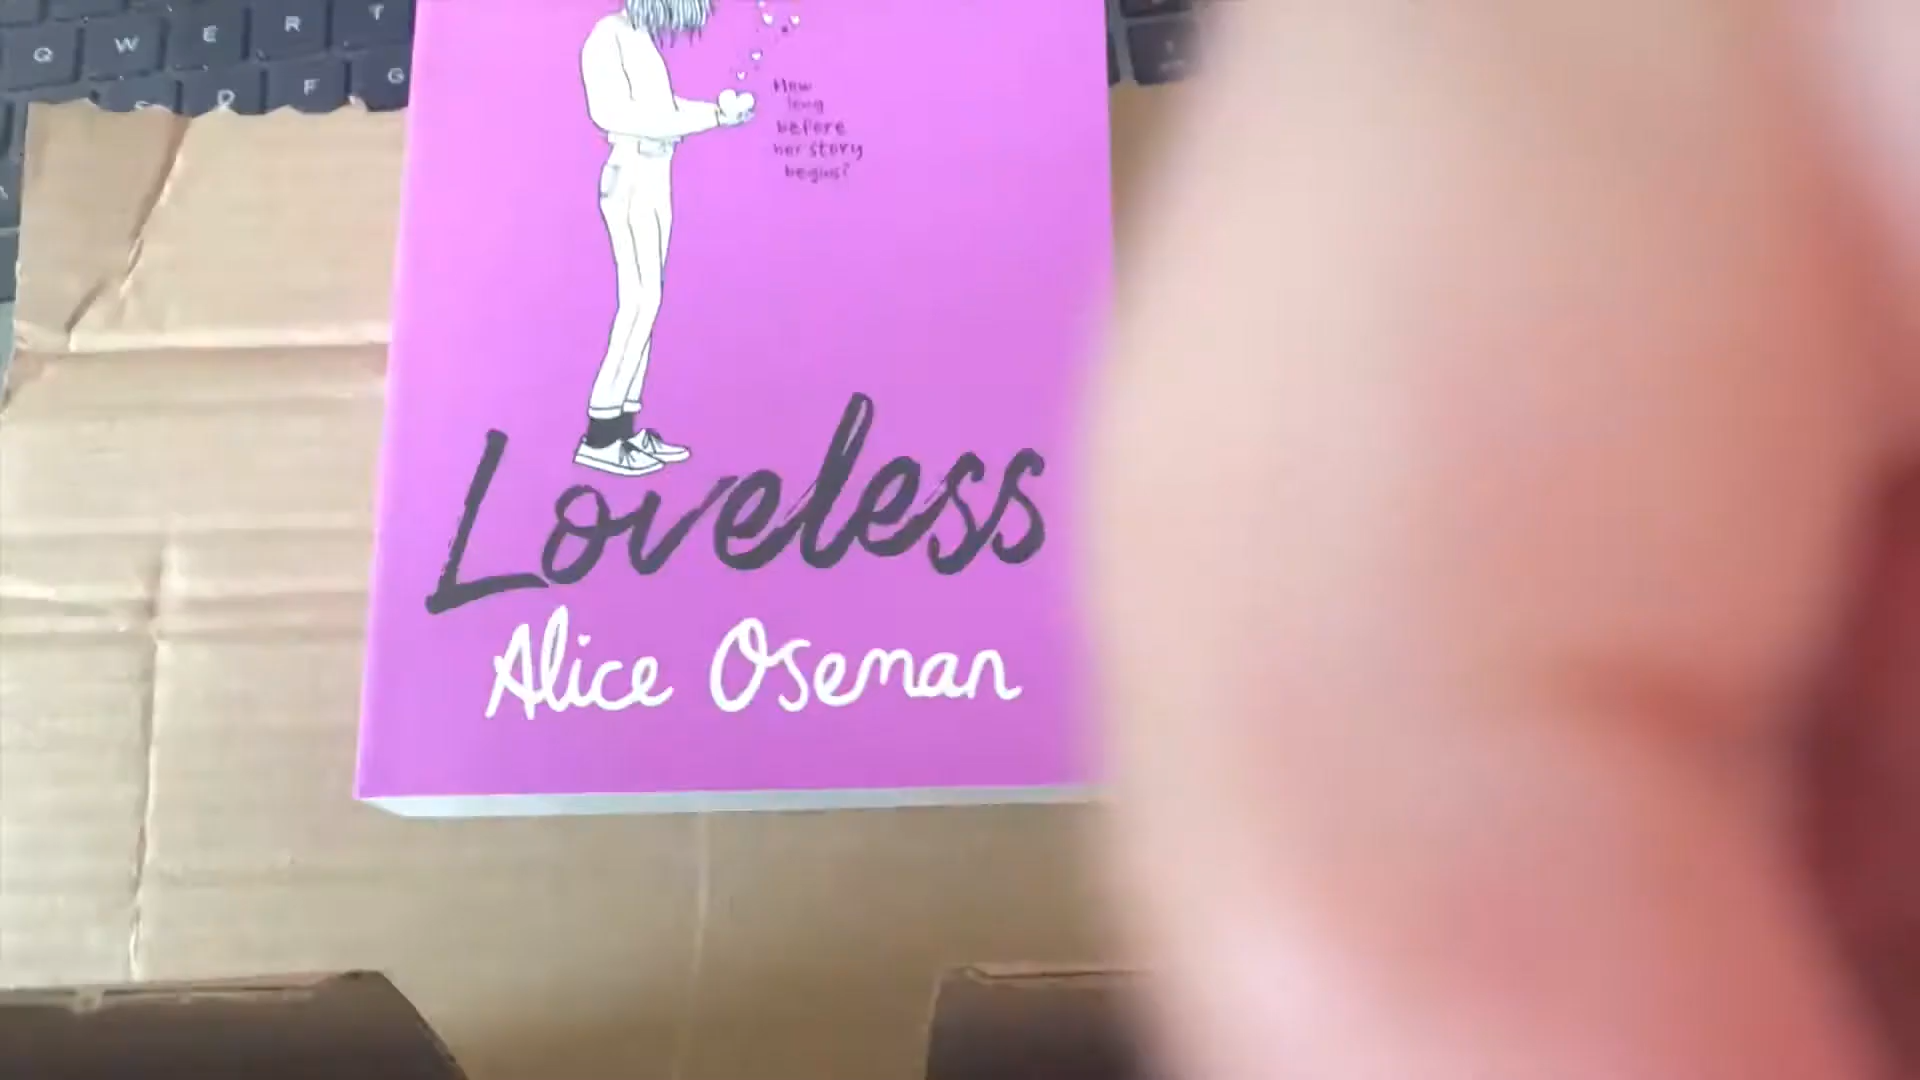 Q W E R T
F G
How
long
before
her story
begins?
Loveless
Alice Oseman